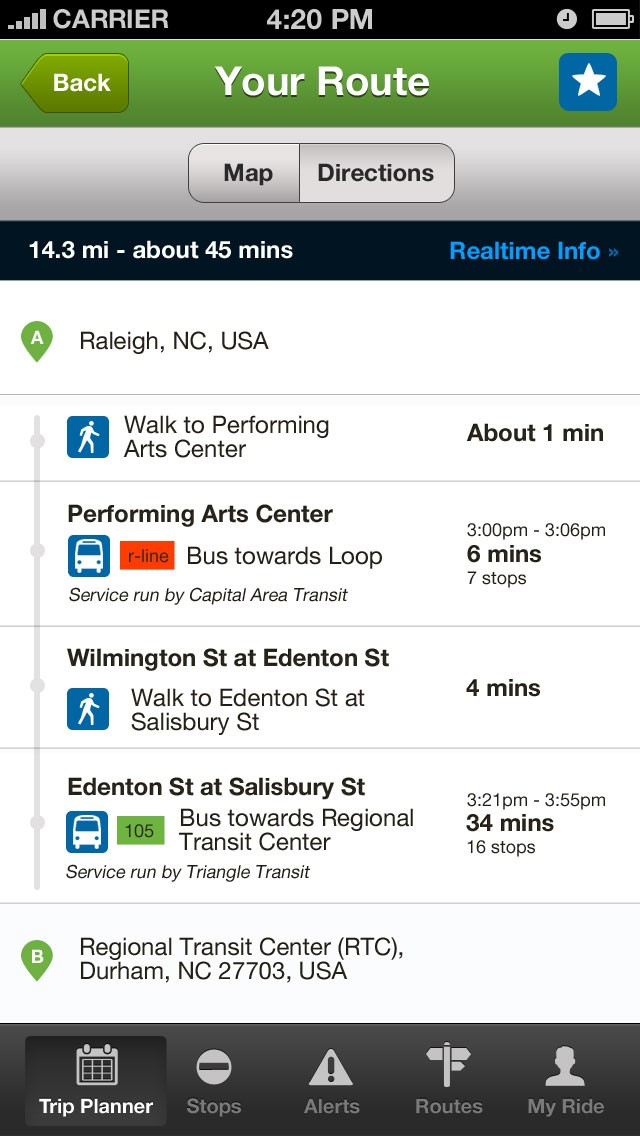 CARRIER 4:20 PM
Back Your Route
Map Directions
14.3 mi - about 45 mins Realtime Info »
A Raleigh, NC, USA
Walk to Performing
Arts Center
About 1 min
Performing Arts Center
r-line Bus towards Loop
Service run by Capital Area Transit
3:00pm - 3:06pm
6 mins
7 stops
Wilmington St at Edenton St
Walk to Edenton St at
Salisbury St
4 mins
Edenton St at Salisbury St
105 Bus towards Regional
Transit Center
Service run by Triangle Transit
3:21pm - 3:55pm
34 mins
16 stops
B Regional Transit Center (RTC),
Durham, NC 27703, USA
Trip Planner Stops Alerts Routes My Ride